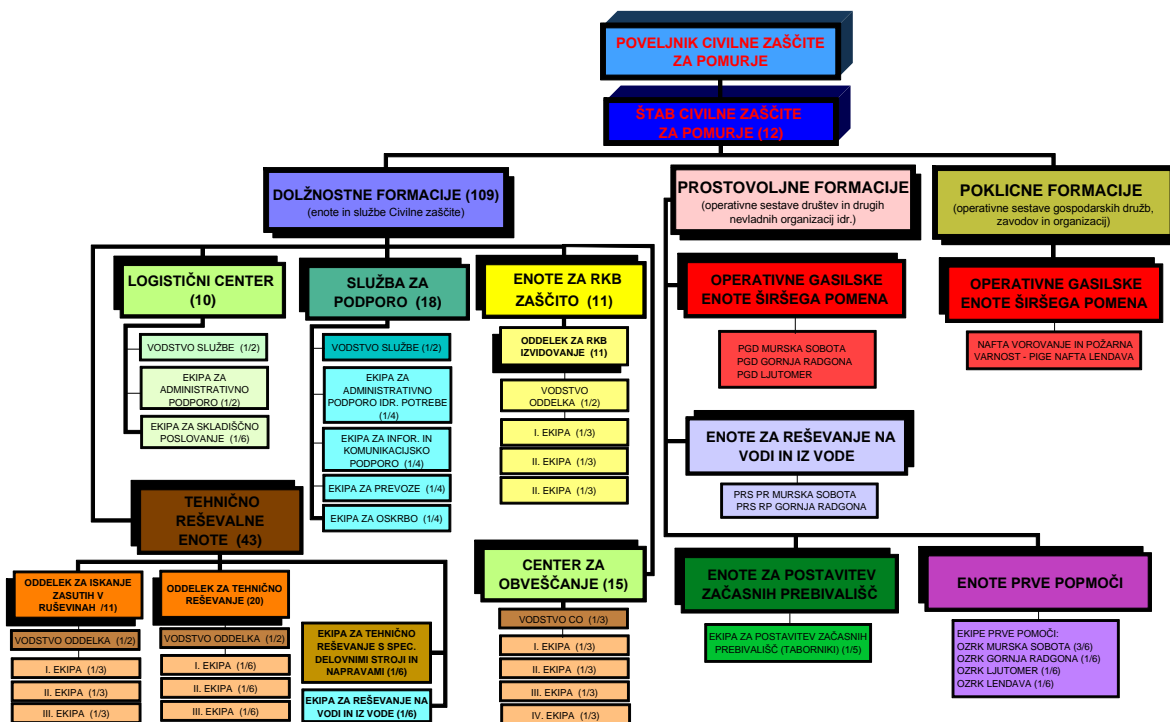 POVELJNIK CIVILNE ZAŠČITE
ZA POMURJE
ŠTAB CIVILNE ZAŠČITE
ZA POMURJE (12)
DOLŽNOSTNE FORMACIJE (109)
(enote in službe Civilne zaščite)
PROSTOVOLJNE FORMACIJE
(operativne sestave društev in drugih
nevladnih organizacij idr.)
POKLICNE FORMACIJE
(operativne sestave gospodarskih družb,
zavodov in organizacij)
LOGISTIČNI CENTER
(10)
VODSTVO SLUŽBE (1/2)
EKIPA ZA
ADMINISTRATIVNO
PODPORO (1/2)
EKIPA ZA SKLADIŠČNO
POSLOVANJE (1/6)
SLUŽBA ZA
PODPORO (18)
VODSTVO SLUŽBE (1/2)
EKIPA ZA
ADMINISTRATIVNO
PODPORO IDR. POTREBE
(1/4)
EKIPA ZA INFOR. IN
KOMUNIKACIJSKO
PODPORO (1/4)
EKIPA ZA PREVOZE (1/4)
EKIPA ZA OSKRBO (1/4)
ENOTE ZA RKB
ZAŠČITO (11)
ODDELEK ZA RKB
IZVIDOVANJE (11)
VODSTVO
ODDELKA (1/2)
I. EKIPA (1/3)
II. EKIPA (1/3)
II. EKIPA (1/3)
OPERATIVNE GASILSKE
ENOTE ŠIRŠEGA POMENA
PGD MURSKA SOBOTA
PGD GORNJA RADGONA
PGD LJUTOMER
OPERATIVNE GASILSKE
ENOTE ŠIRŠEGA POMENA
NAFTA VOROVANJE IN POŽARNA
VARNOST - PIGE NAFTA LENDAVA
ENOTE ZA REŠEVANJE NA
VODI IN IZ VODE
PRS PR MURSKA SOBOTA
PRS RP GORNJA RADGONA
TEHNIČNO
REŠEVALNE
ENOTE (43)
ODDELEK ZA ISKANJE
ZASUTIH V
RUŠEVINAH /11)
VODSTVO ODDELKA (1/2)
I. EKIPA (1/3)
II. EKIPA (1/3)
III. EKIPA (1/3)
ODDELEK ZA TEHNIČNO
REŠEVANJE (20)
VODSTVO ODDELKA (1/2)
I. EKIPA (1/6)
II. EKIPA (1/6)
III. EKIPA (1/6)
EKIPA ZA TEHNIČNO
REŠEVANJE S SPEC.
DELOVNIMI STROJI IN
NAPRAVAMI (1/6)
EKIPA ZA REŠEVANJE NA
VODI IN IZ VODE (1/6)
CENTER ZA
OBVEŠČANJE (15)
VODSTVO CO (1/3)
I. EKIPA (1/3)
II. EKIPA (1/3)
III. EKIPA (1/3)
IV. EKIPA (1/3)
ENOTE ZA POSTAVITEV
ZAČASNIH PREBIVALIŠČ
EKIPA ZA POSTAVITEV ZAČASNIH
PREBIVALIŠČ (TABORNIKI) (1/5)
ENOTE PRVE POPMOČI
EKIPE PRVE POMOČI:
OZRK MURSKA SOBOTA (3/6)
OZRK GORNJA RADGONA (1/6)
OZRK LJUTOMER (1/6)
OZRK LENDAVA (1/6)